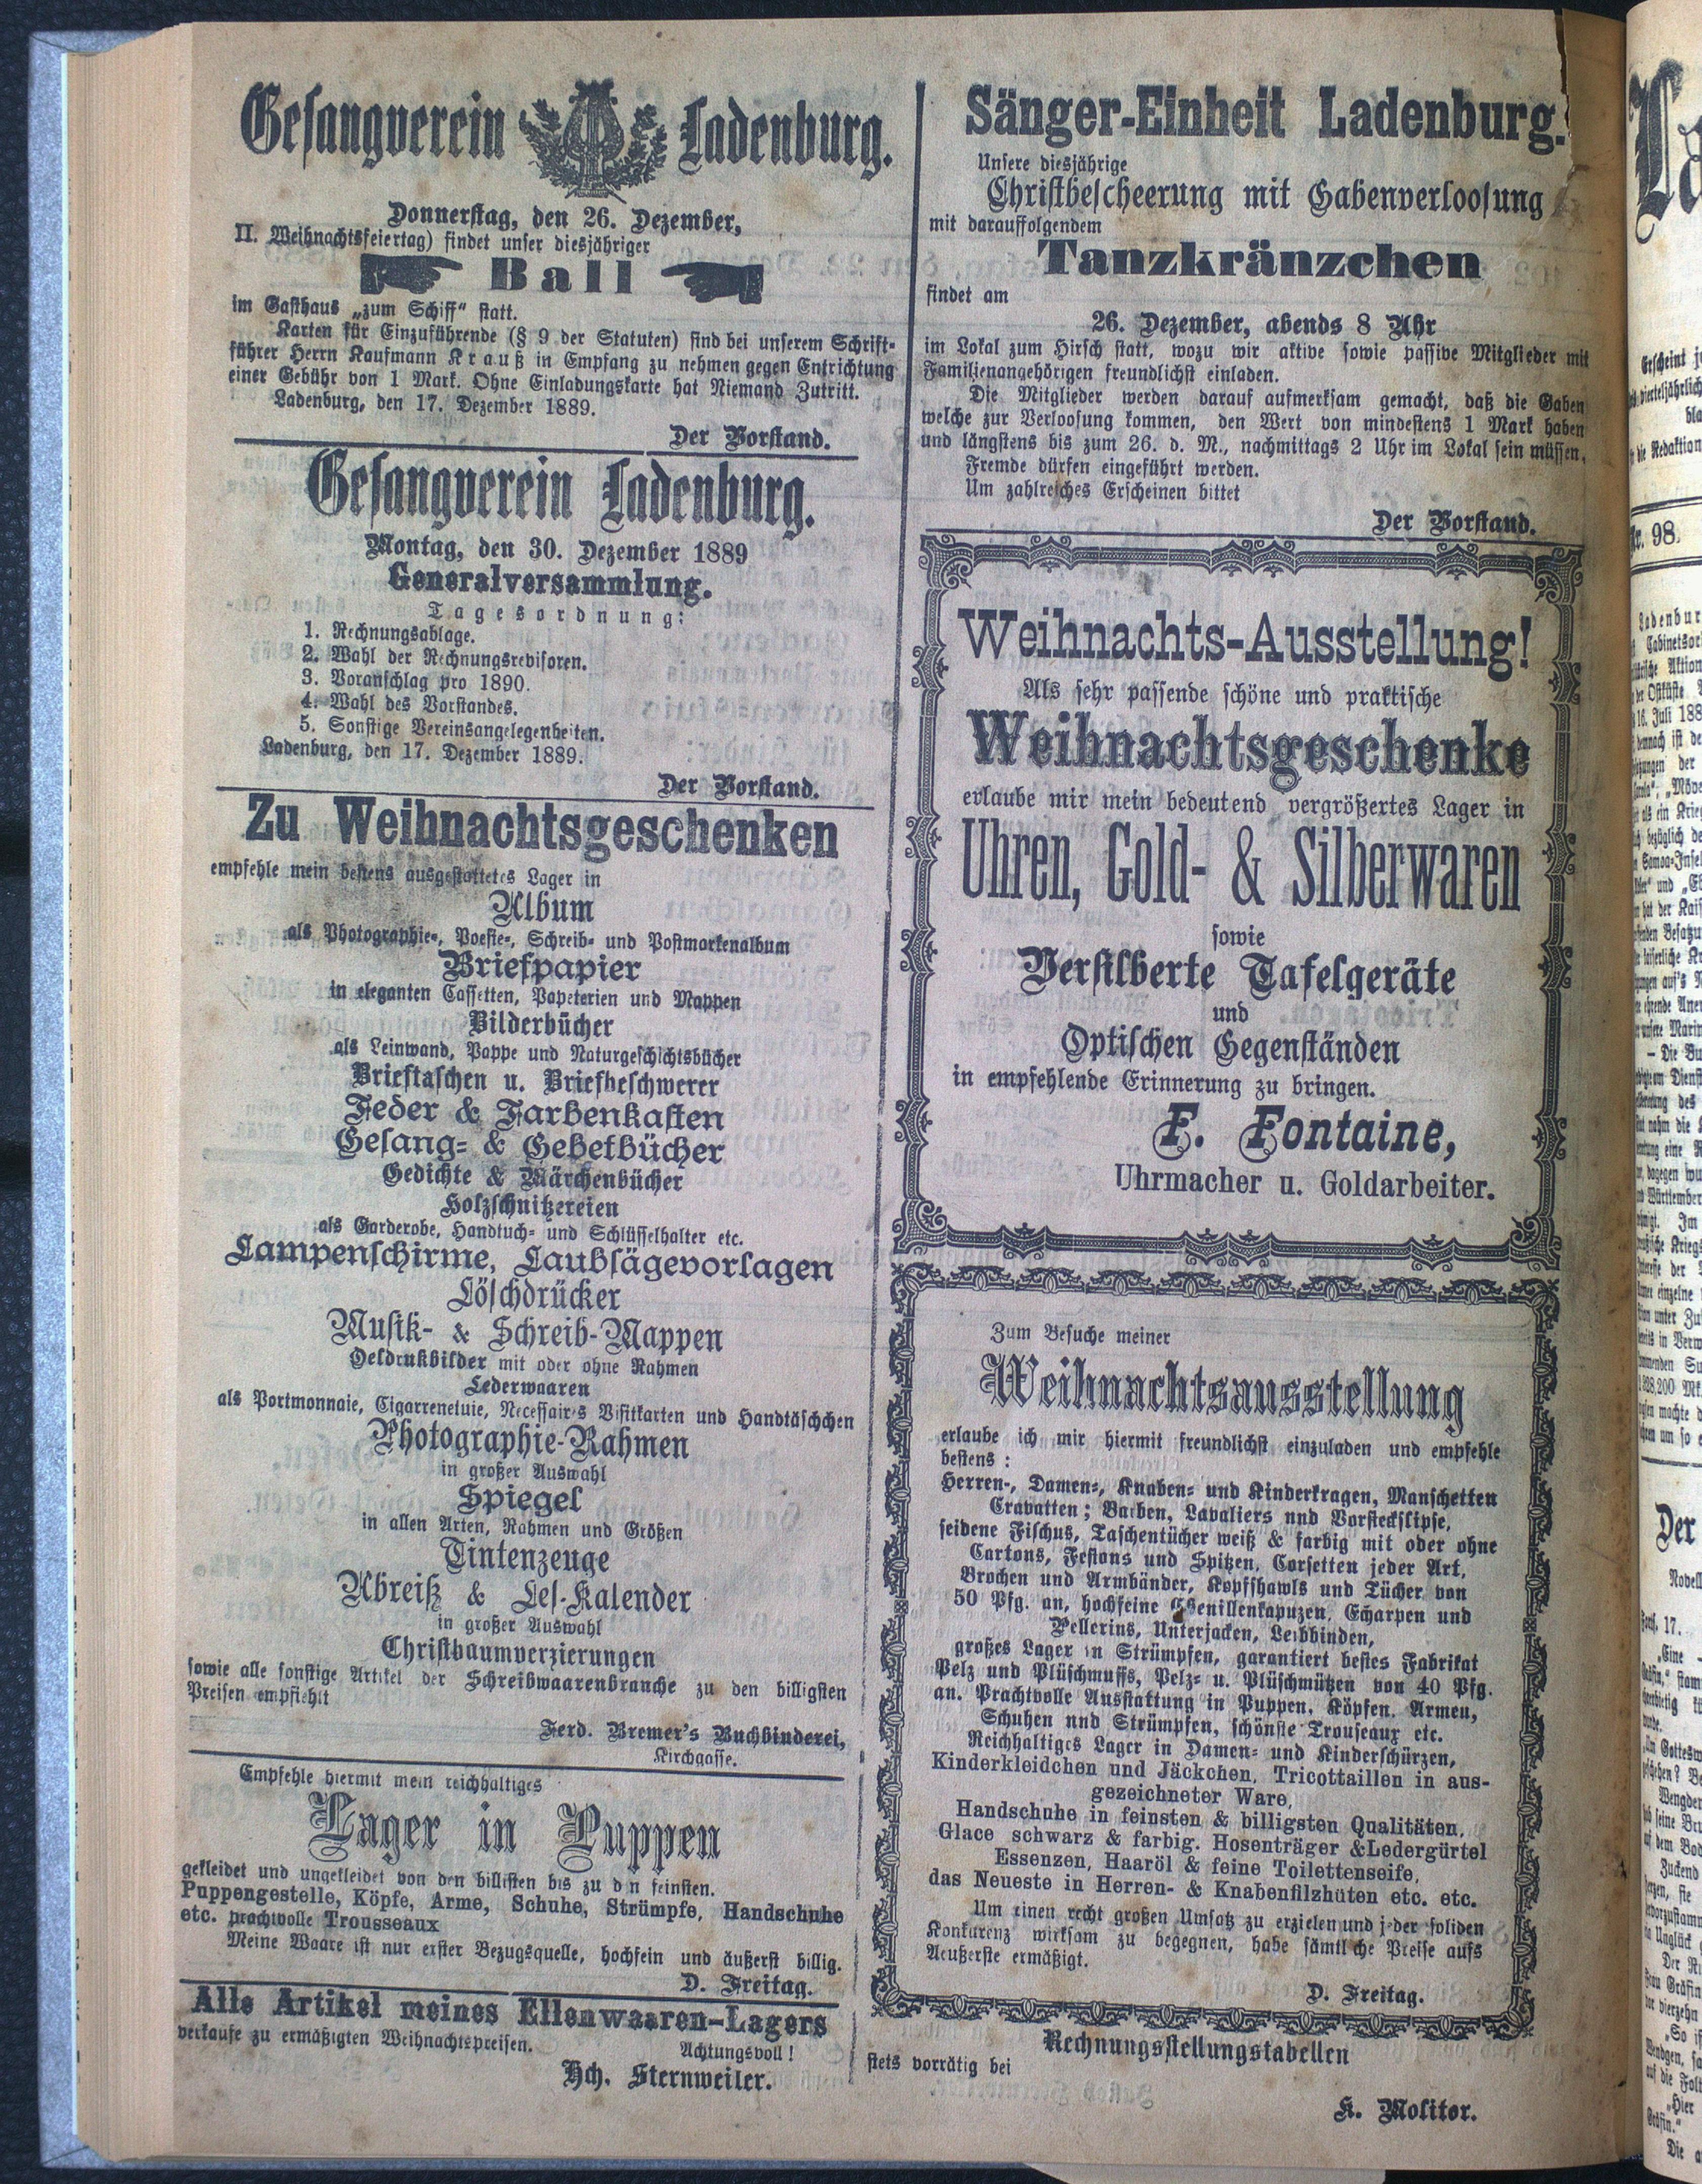 Gesangverein Ladenburg.
Donnerstag, den 26. Dezember,
II. Weihnachtsfeiertag) findet unser diesjähriger
Ball
im Gasthaus „zum Schiff“ statt.
Karten für Einzuführende (§ 9 der Statuten) sind bei unserem Schrift-
führer Herrn Kaufmann Krauß in Empfang zu nehmen gegen Entrichtung
einer Gebühr von 1 Mark. Ohne Einladungskarte hat Niemand Zutritt.
Ladenburg, den 17. Dezember 1889.
Der Vorstand.
Gesangverein Ladenburg.
Montag, den 30. Dezember 1889
Generalversammlung.
Tagesordnung:
1. Rechnungsablage.
2. Wahl der Rechnungsrevisoren.
3. Voranschlag pro 1890.
4. Wahl des Vorstandes.
5. Sonstige Vereinsangelegenheiten.
Ladenburg, den 17. Dezember 1889.
Der Vorstand.
Zu Weihnachtsgeschenken
empfehle mein bestens ausgestattetes Lager in
Album
als Photographie-, Poesie-, Schreib- und Postmarkenalbum
Briefpapier
in eleganten Cassetten, Papeterien und Mappen
Bilderbücher
als Leinwand, Pappe und Naturgeschichtsbücher
Brieftaschen u. Briefbeschwerer
Feder & Farbenkasten
Gesang- & Gebetbücher
Gedichte & Märchenbücher
Holzschnitzereien
als Garderobe, Handtuch- und Schlüsselhalter etc.
Lampenschirme, Laubsägevorlagen
Löschdrücker
Musik- & Schreib-Mappen
Oeldrukbilder mit oder ohne Rahmen
Lederwaaren
als Portmonnaie, Cigarrenetuie, Necessair's Visitkarten und Handtäschchen
Photographie-Rahmen
in großer Auswahl
Spiegel
in allen Arten, Rahmen und Größen
Tintenzeuge
Abreiß & Les-Kalender
in großer Auswahl
Christbaumverzierungen
sowie alle sonstige Artikel der Schreibwaarenbranche zu den billigsten
Preisen empfiehlt
Ferd. Bremer's Buchbinderei,
Kirchgasse.
Empfehle hiermit mein reichhaltiges
Lager in Puppen
gekleidet und ungekleidet von den billisten bis zu d n feinsten.
Puppengestelle, Köpfe, Arme, Schuhe, Strümpfe, Handschuhe
etc. prachtvolle Trousseaux
Meine Waare ist nur erster Bezugsquelle, hochfein und äußerst billig.
D. Freitag.
Alle Artikel meines Ellenwaaren-Lagers
verkaufe zu ermäßigten Weihnachtspreisen.
Achtungsvoll!
Hch. Sternweiler.
Sänger-Einheit Ladenburg.
Unsere diesjährige
Christbescheerung mit Gabenverloosung
mit darauffolgendem
Tanzkränzchen
findet am
26. Dezember, abends 8 Uhr
im Lokal zum Hirsch statt, wozu wir aktive sowie passive Mitglieder mit
Familienangehörigen freundlichst einladen.
Die Mitglieder werden darauf aufmerksam gemacht, daß die Gaben
welche zur Verloosung kommen, den Wert von mindestens 1 Mark haben
und längstens bis zum 26. d. M., nachmittags 2 Uhr im Lokal sein müssen.
Fremde dürfen eingeführt werden.
Um zahlreiches Erscheinen bittet
Der Vorstand.
Weihnachts-Ausstellung!
Als sehr passende schöne und praktische
Weihnachtsgeschenke
erlaube mir mein bedeutend vergrößertes Lager in
Uhren, Gold- & Silberwaren
sowie
Versilberte Tafelgeräte
und
Optischen Gegenständen
in empfehlende Erinnerung zu bringen.
F. Fontaine,
Uhrmacher u. Goldarbeiter.
Zum Besuche meiner
Weihnachtsausstellung
erlaube ich mir hiermit freundlichst einzuladen und empfehle
bestens:
Herren-, Damen-, Knaben- und Kinderkragen, Manschetten
Cravatten; Barben, Lavaliers nnd Vorsteckslipse,
seidene Fischus, Taschentücher weiß & farbig mit oder ohne
Cartons, Festons und Spitzen, Corsetten jeder Art,
Brochen und Armbänder, Kopfshawls und Tücher von
50 Pfg. an, hochfeine Chenillenkapuzen, Echarpen und
Pellerins, Unterjacken, Leibbinden,
großes Lager in Strümpfen, garantiert bestes Fabrikat
Pelz und Plüschmuffs, Pelz- u. Plüschmützen von 40 Pfg.
an. Prachtvolle Ausstattung in Puppen, Köpfen, Armen,
Schuhen nnd Strümpfen, schönste Trouseaux etc.
Reichhaltiges Lager in Damen- und Kinderschürzen,
Kinderkleidchen und Jäckchen, Tricottaillen in aus-
gezeichneter Ware,
Handschuhe in feinsten & billigsten Qualitäten,
Glace schwarz & farbig. Hosenträger & Ledergürtel
Essenzen, Haaröl & feine Toilettenseife,
das Neueste in Herren- & Knabenfilzhüten etc. etc.
Um einen recht großen Umsatz zu erzielen und jeder soliden
Konkurenz wirksam zu begegnen, habe sämtliche Preise aufs
Aeußerste ermäßigt.
D. Freitag.
Rechnungsstellungstabellen
stets vorrätig bei
K. Molitor.
Nr. 98.
Der